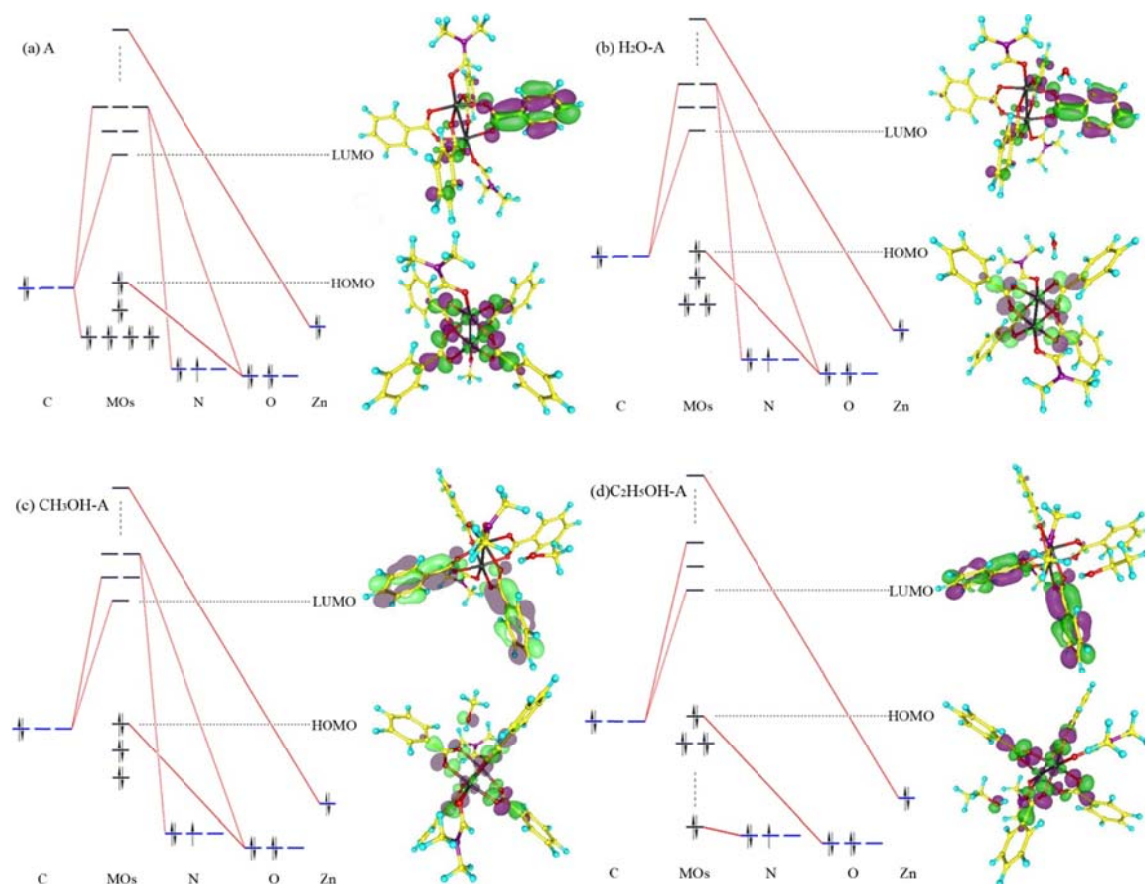 (a) A
LUMO
HOMO
C MOs N O Zn
(b) H2O-A
LUMO
HOMO
C MOs N O Zn
(c) CH3OH-A
LUMO
HOMO
C MOs N O Zn
(d)C2H5OH-A
LUMO
HOMO
C MOs N O Zn